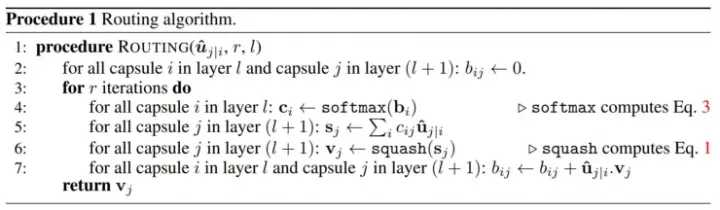 Procedure 1 Routing algorithm.
1: procedure ROUTING(û_{j|i}, r, l)
2: for all capsule i in layer l and capsule j in layer (l + 1): b_{ij} ← 0.
3: for r iterations do
4: for all capsule i in layer l: c_i ← softmax(b_i) ▷ softmax computes Eq. 3
5: for all capsule j in layer (l + 1): s_j ← ∑_i c_{ij}û_{j|i}
6: for all capsule j in layer (l + 1): v_j ← squash(s_j) ▷ squash computes Eq. 1
7: for all capsule i in layer l and capsule j in layer (l + 1): b_{ij} ← b_{ij} + û_{j|i}.v_j
return v_j